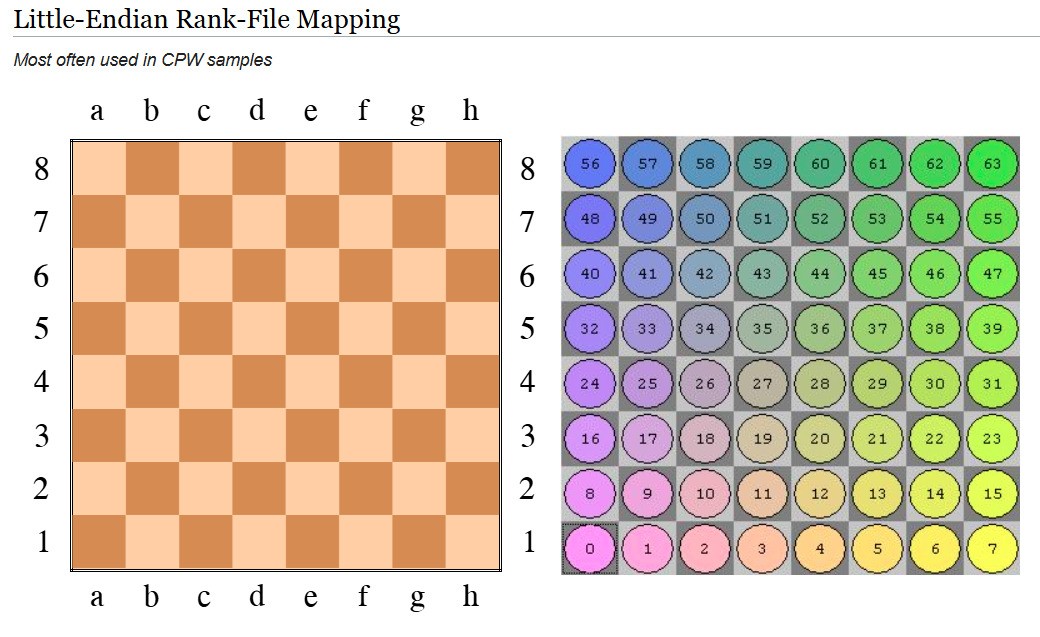 Little-Endian Rank-File Mapping
Most often used in CPW samples
a b c d e f g h
8 8 56 57 58 59 60 61 62 63
7 7 48 49 50 51 52 53 54 55
6 6 40 41 42 43 44 45 46 47
5 5 32 33 34 35 36 37 38 39
4 4 24 25 26 27 28 29 30 31
3 3 16 17 18 19 20 21 22 23
2 2 8 9 10 11 12 13 14 15
1 1 0 1 2 3 4 5 6 7
a b c d e f g h